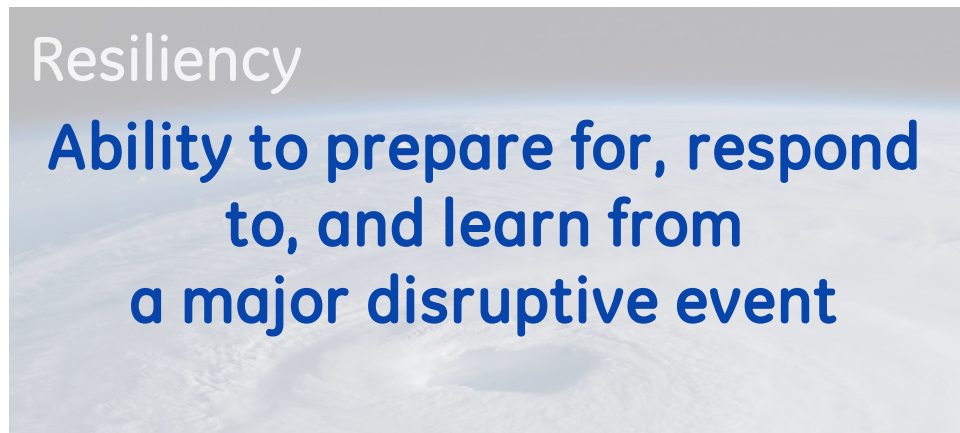 Resiliency
Ability to prepare for, respond
to, and learn from
a major disruptive event